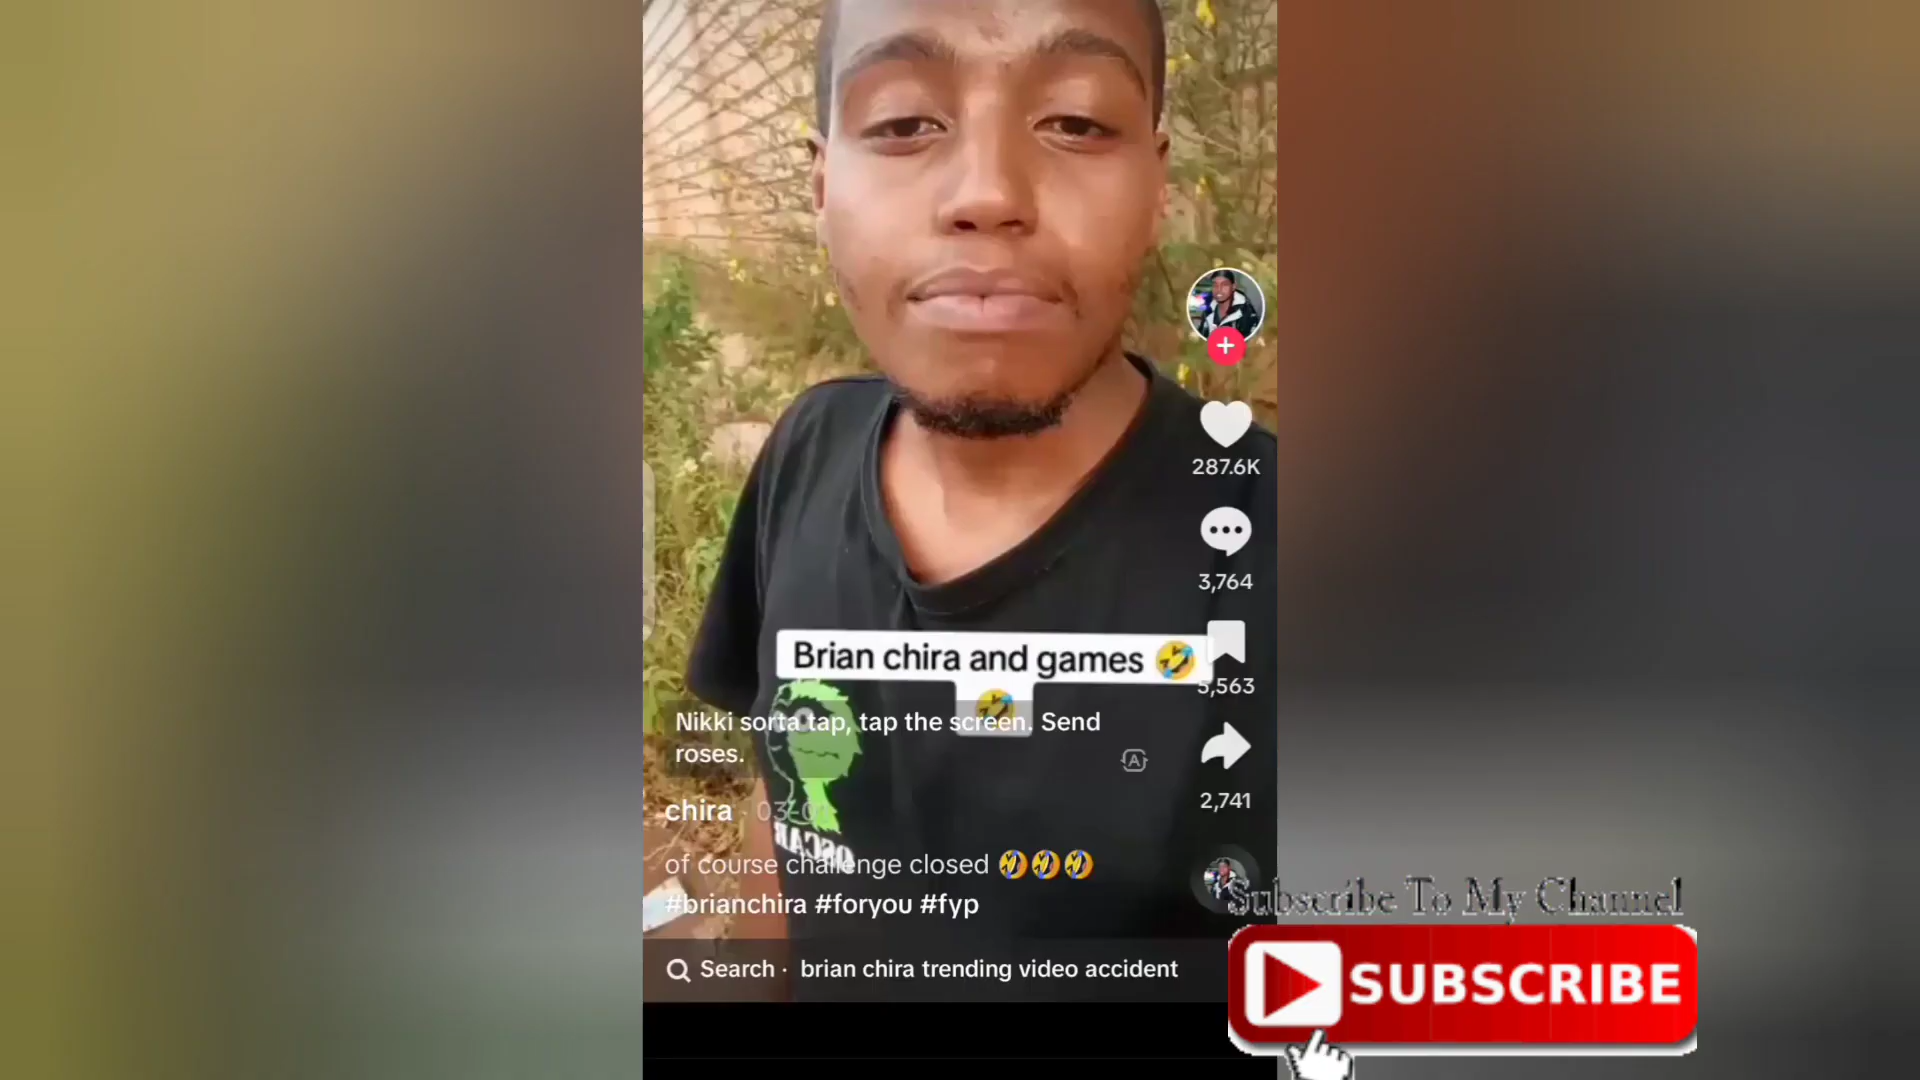 287.6K
3,764
Brian chira and games 🤣
🤣
5,563
Nikki sorta tap, tap the screen. Send
roses.
A
2,741
chira
of course challenge closed 🤣🤣🤣
OSCAR
#brianchira #foryou #fyp
Subscribe To My Channel
Search · brian chira trending video accident
SUBSCRIBE